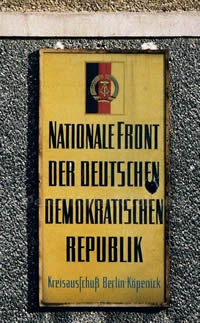 NATIONALE FRONT
DER DEUTSCHEN
DEMOKRATISCHEN
REPUBLIK
Kreisausſchuß Berlin-Köpenick